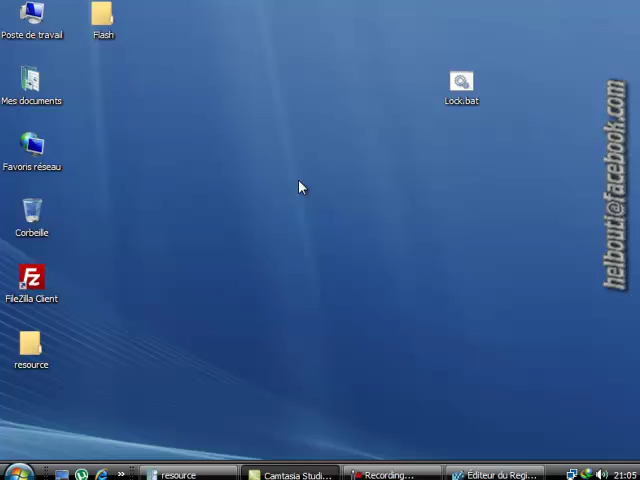 Poste de travail
Flash
Mes documents
Lock.bat
helbouti@facebook.com
Favoris réseau
Corbeille
FZ
FileZilla Client
resource
resource
Camtasia Studi...
Recording...
Éditeur du Regi...
21:05